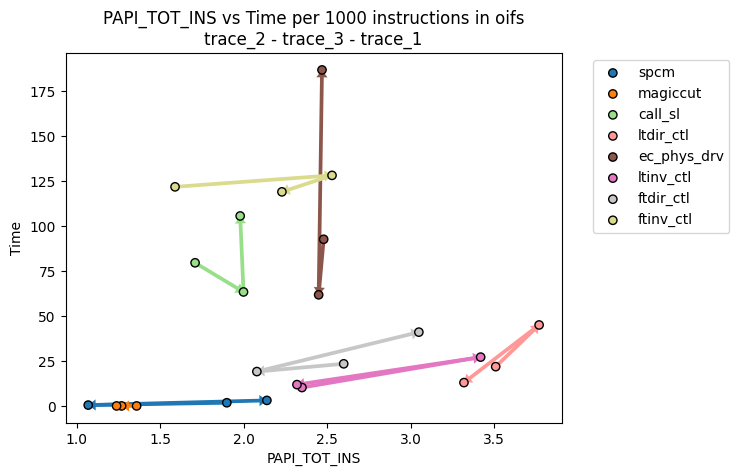 PAPI_TOT_INS vs Time per 1000 instructions in oifs
trace_2 - trace_3 - trace_1
spcm
magiccut
call_sl
ltdir_ctl
ec_phys_drv
ltinv_ctl
ftdir_ctl
ftinv_ctl
Time
175
150
125
100
75
50
25
0
1.0 1.5 2.0 2.5 3.0 3.5
PAPI_TOT_INS